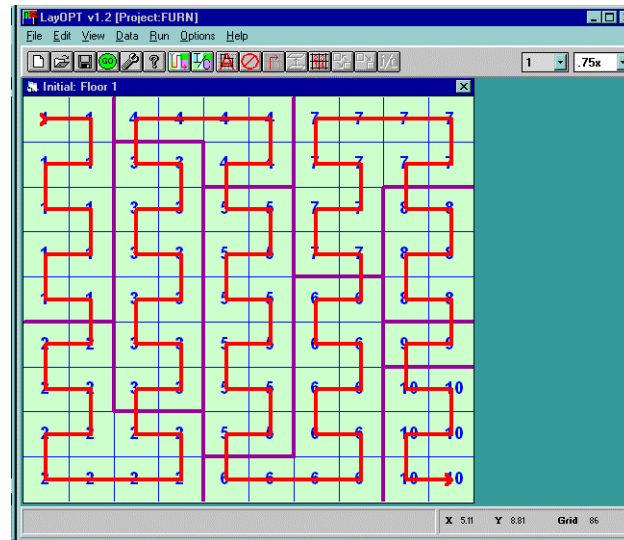 LayOPT v1.2 [Project:FURN]
File Edit View Data Run Options Help
GO ? 1 .75x
Initial: Floor 1
1 1 4 4 4 4 7 7 7 7
1 1 3 3 4 4 7 7 7 7
1 1 3 3 5 5 7 7 8 8
1 1 3 3 5 5 7 7 8 8
1 1 3 3 5 5 6 6 8 8
2 2 3 3 5 5 6 6 9 9
2 2 3 3 5 5 6 6 10 10
2 2 2 2 5 5 6 6 10 10
2 2 2 2 6 6 6 6 10 10
X 5.11 Y 8.81 Grid 86